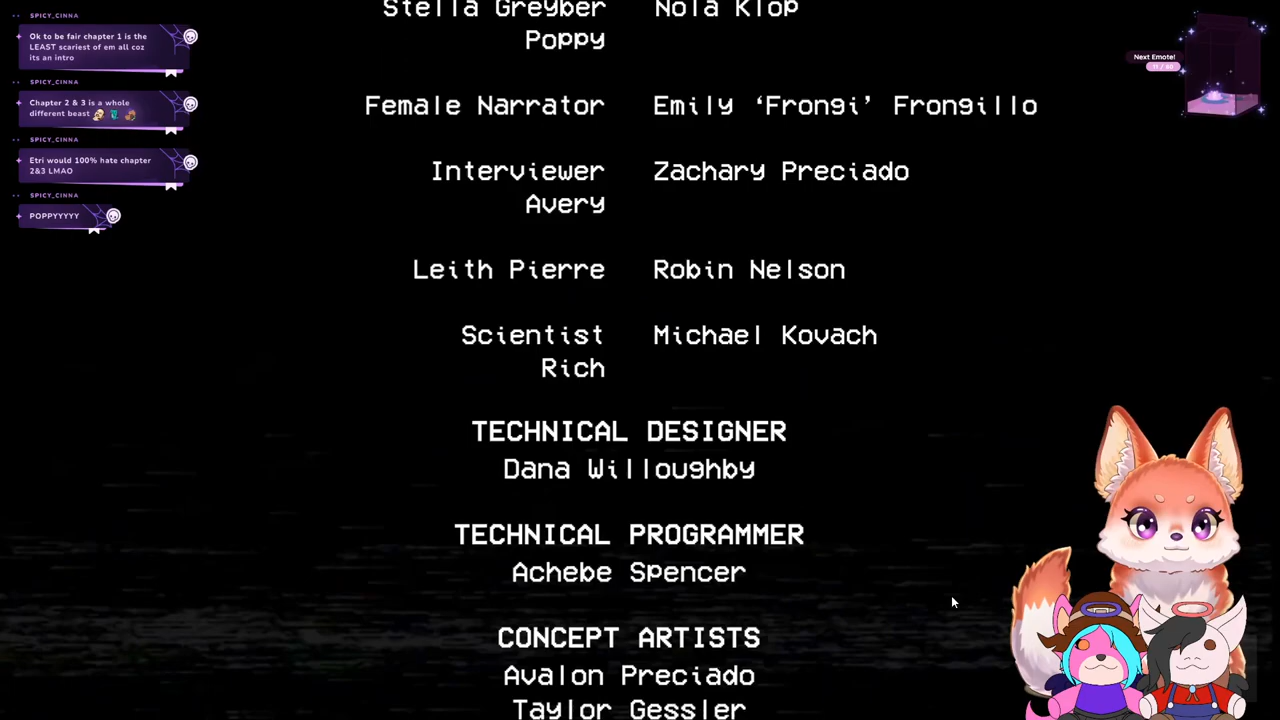 SPICY_CINNA
Ok to be fair chapter 1 is the
LEAST scariest of em all coz
its an intro
SPICY_CINNA
Chapter 2 & 3 is a whole
different beast
SPICY_CINNA
Etri would 100% hate chapter
2&3 LMAO
SPICY_CINNA
POPPYYYYY
Next Emote!
11 / 60
Stella Greyber Nola Klop
Poppy
Female Narrator Emily ‘Frongi’ Frongillo
Interviewer Zachary Preciado
Avery
Leith Pierre Robin Nelson
Scientist Michael Kovach
Rich
TECHNICAL DESIGNER
Dana Willoughby
TECHNICAL PROGRAMMER
Achebe Spencer
CONCEPT ARTISTS
Avalon Preciado
Taylor Gessler